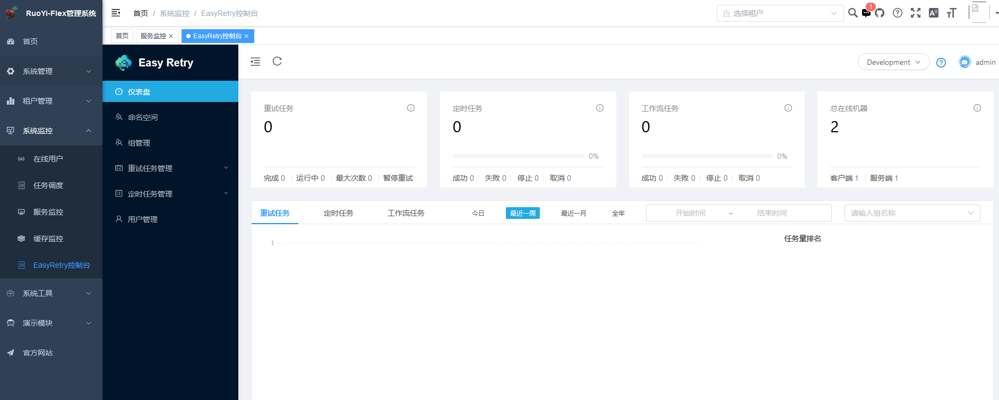 RuoYi-Flex管理系统
首页
系统管理
租户管理
系统监控
在线用户
任务调度
服务监控
缓存监控
EasyRetry控制台
系统工具
演示模块
官方网站
首页 / 系统监控 / EasyRetry控制台
选择租户
1
首页
服务监控
EasyRetry控制台
Easy Retry
仪表盘
命名空间
组管理
重试任务管理
定时任务管理
用户管理
Development
admin
重试任务
0
完成 0 运行中 0 最大次数 0 暂停重试
定时任务
0
0%
成功 0 失败 0 停止 0 取消 0
工作流任务
0
0%
成功 0 失败 0 停止 0 取消 0
总在线机器
2
客户端 1 服务端 1
重试任务 定时任务 工作流任务 今日 最近一周 最近一月 全年 开始时间 ~ 结束时间 请输入组名称
1
任务量排名